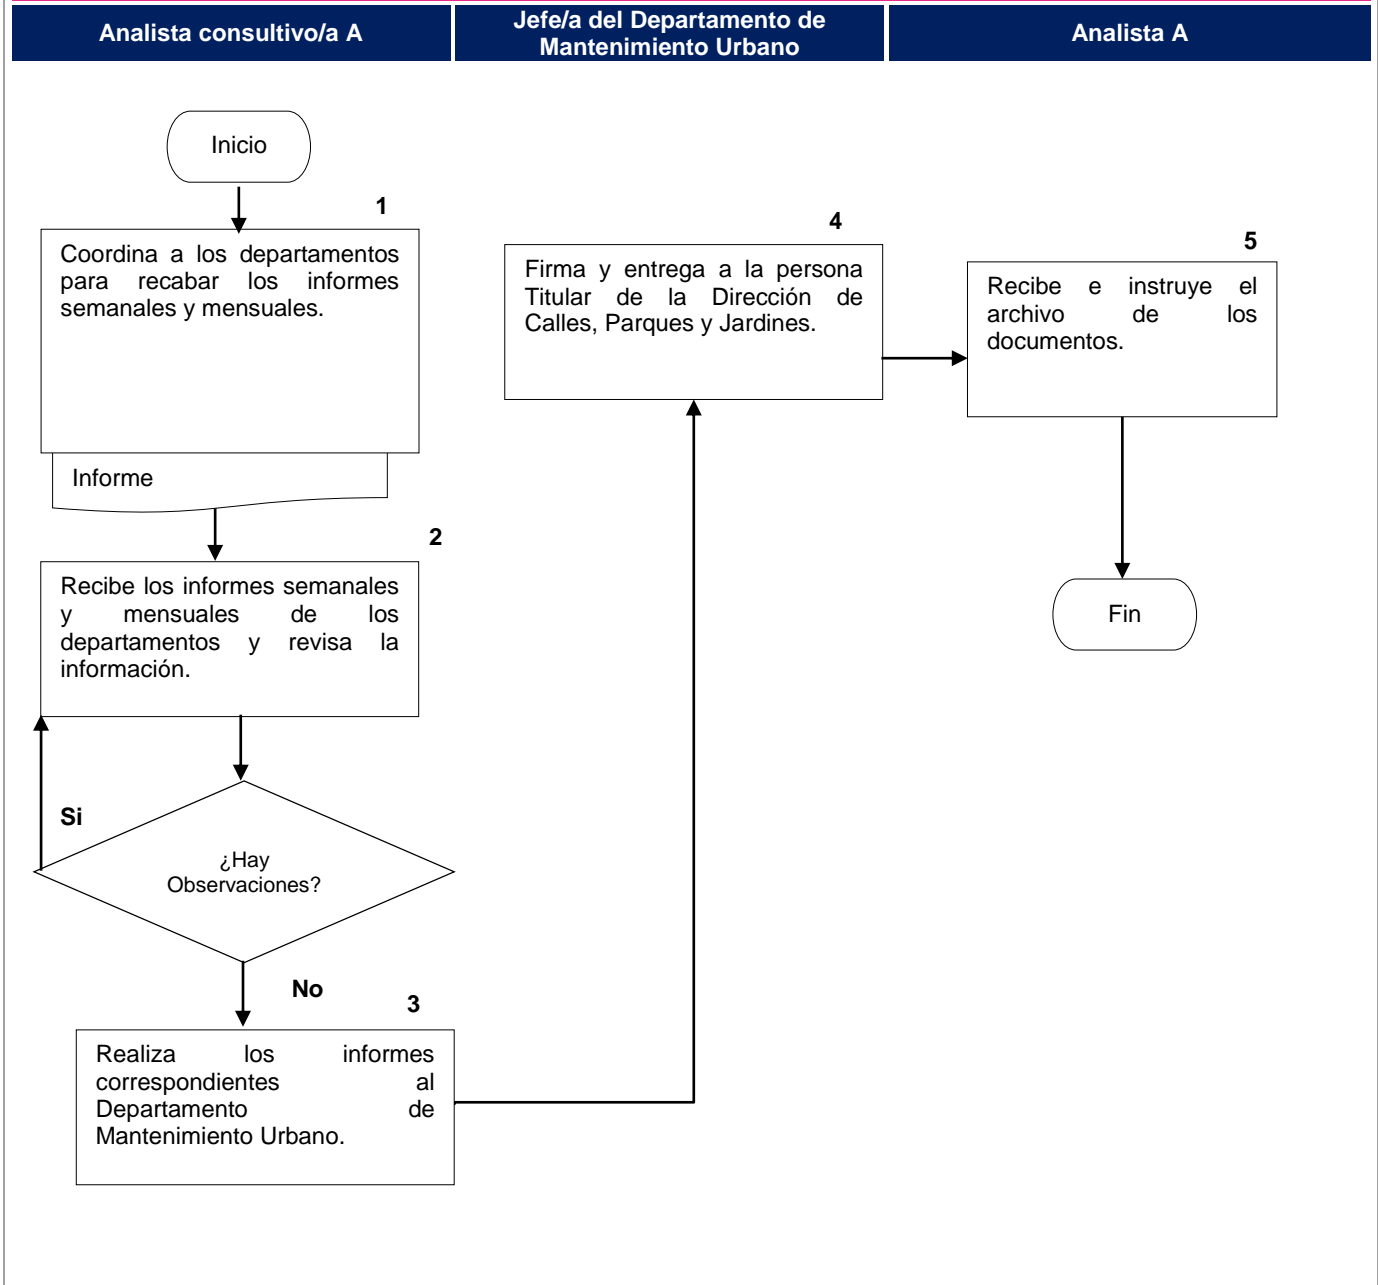 Analista consultivo/a A
Jefe/a del Departamento de
Mantenimiento Urbano
Analista A
Inicio
1
Coordina a los departamentos
para recabar los informes
semanales y mensuales.
Informe
2
Recibe los informes semanales
y mensuales de los
departamentos y revisa la
información.
Si
¿Hay
Observaciones?
No
3
Realiza los informes
correspondientes al
Departamento de
Mantenimiento Urbano.
4
Firma y entrega a la persona
Titular de la Dirección de
Calles, Parques y Jardines.
5
Recibe e instruye el
archivo de los
documentos.
Fin